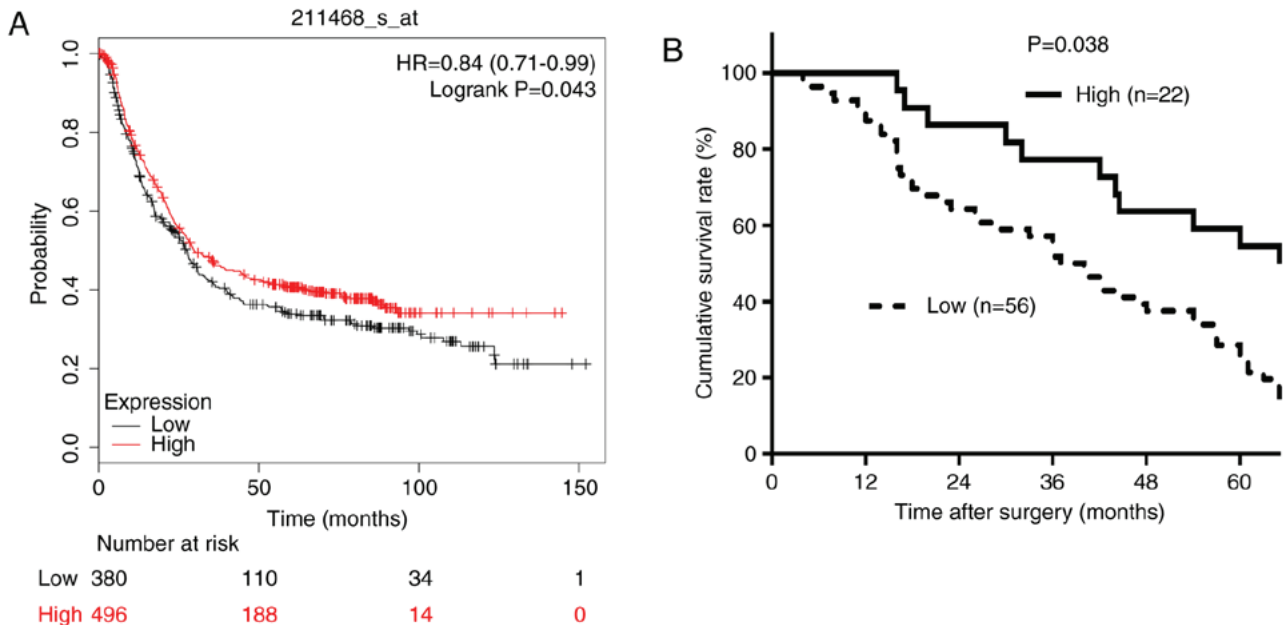 A
211468_s_at
HR=0.84 (0.71-0.99)
Logrank P=0.043
Probability
1.0
0.8
0.6
0.4
0.2
0.0
Expression
Low
High
0 50 100 150
Time (months)
Number at risk
Low 380 110 34 1
High 496 188 14 0
B
P=0.038
High (n=22)
Low (n=56)
Cumulative survival rate (%)
100
80
60
40
20
0
0 12 24 36 48 60
Time after surgery (months)